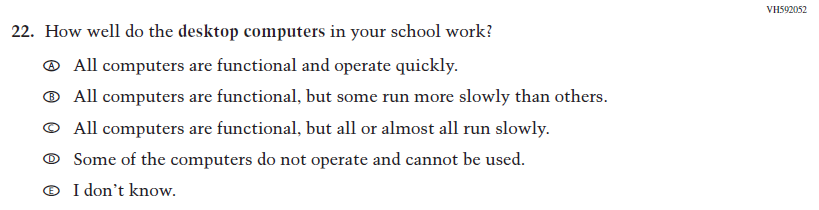 VH592052
22. How well do the desktop computers in your school work?
Ⓐ All computers are functional and operate quickly.
Ⓑ All computers are functional, but some run more slowly than others.
Ⓒ All computers are functional, but all or almost all run slowly.
Ⓓ Some of the computers do not operate and cannot be used.
Ⓔ I don’t know.